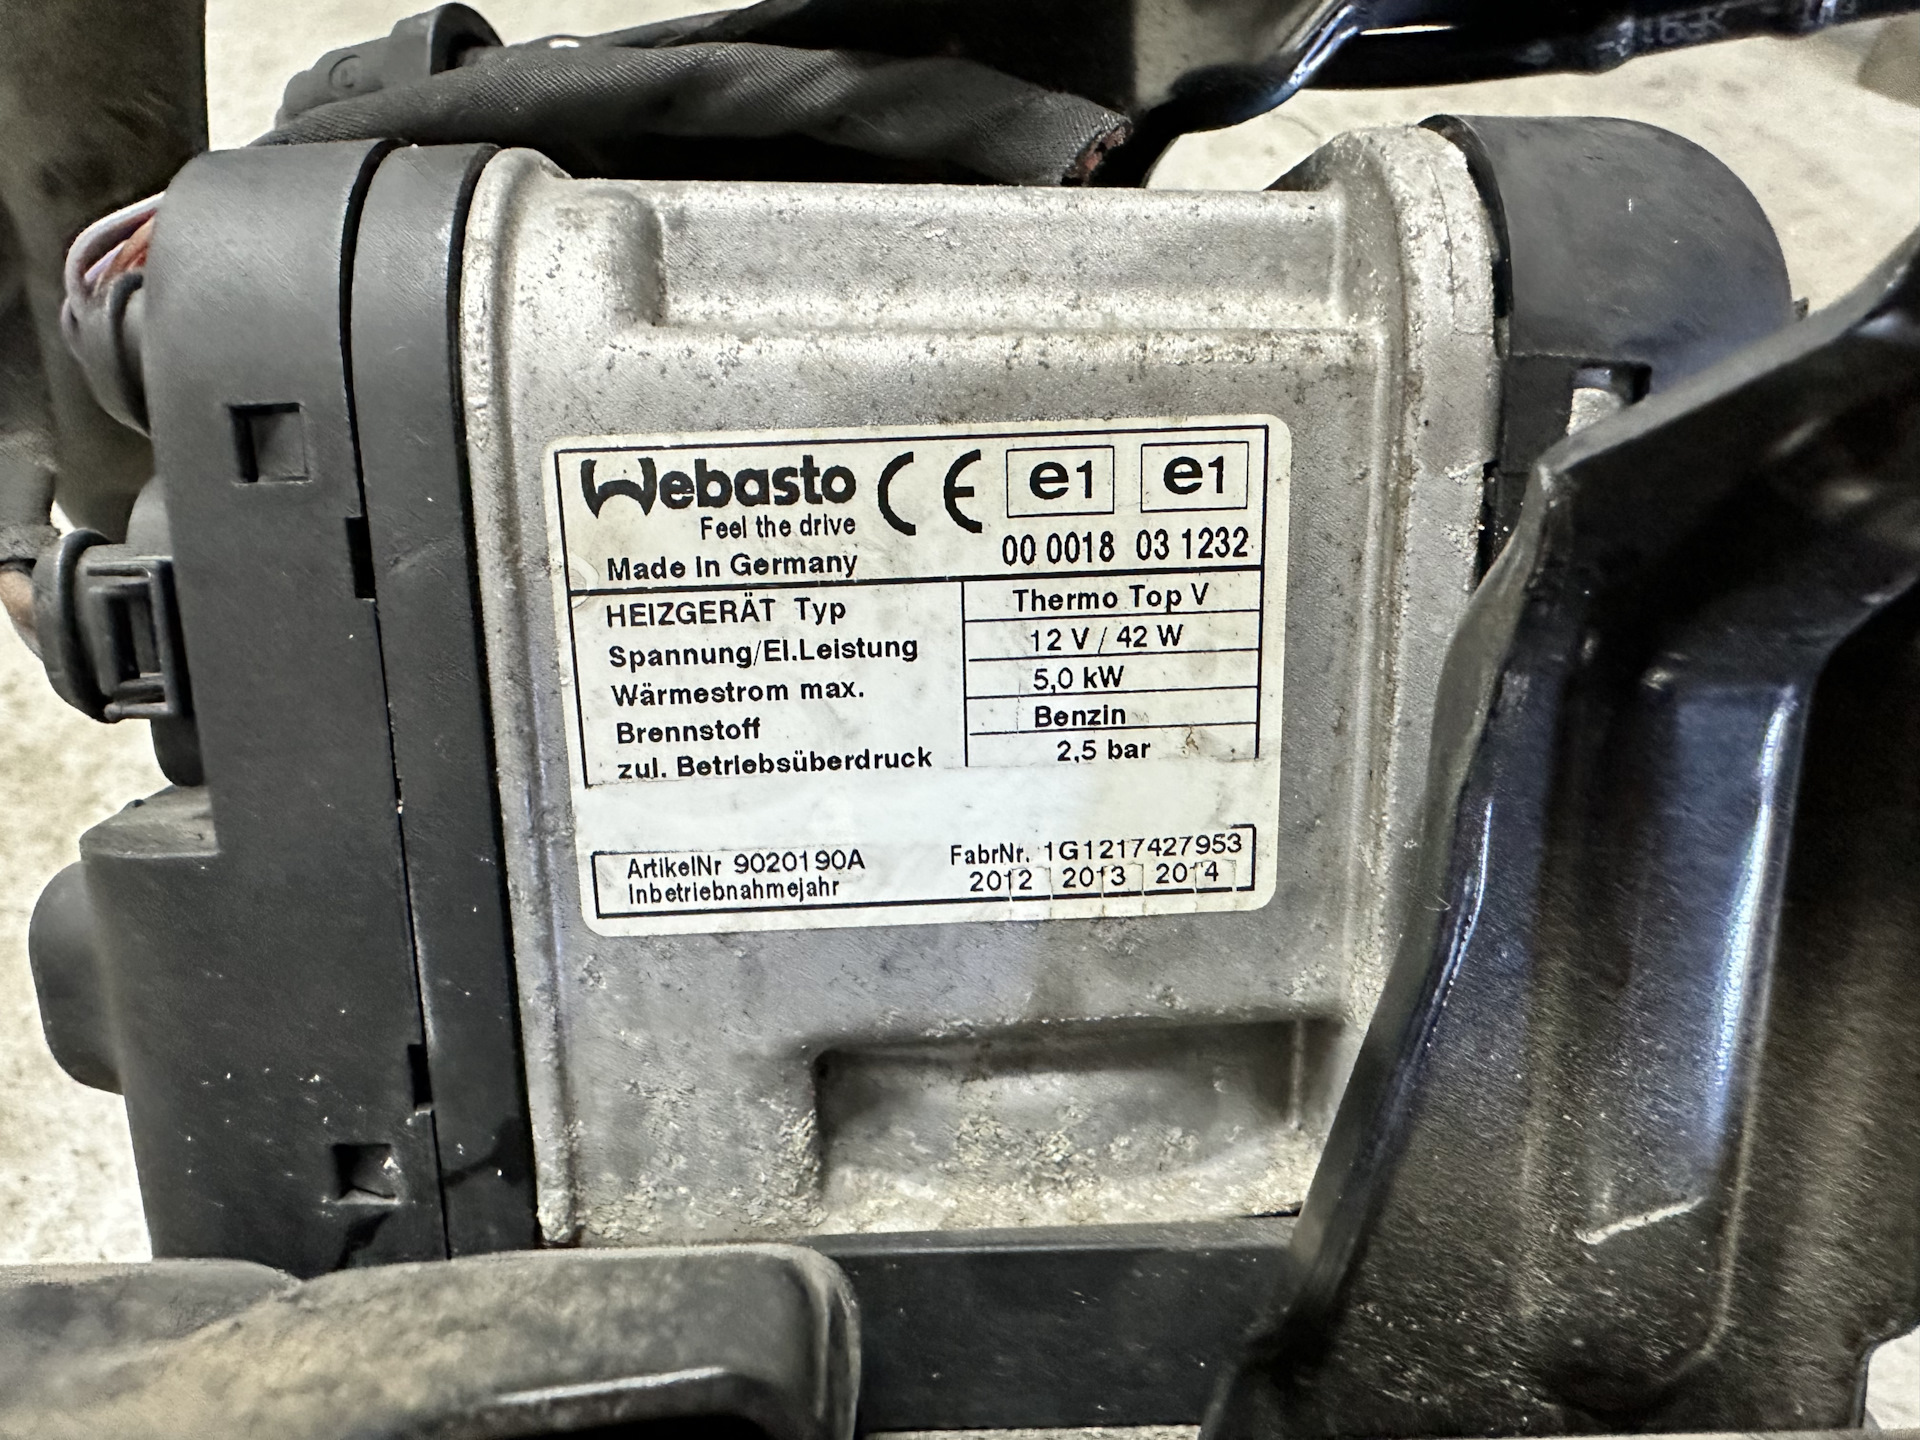 Webasto
Feel the drive
Made in Germany
CE e1 e1
00 0018 03 1232
HEIZGERÄT Typ Thermo Top V
Spannung/El.Leistung 12 V / 42 W
Wärmestrom max. 5,0 kW
Brennstoff Benzin
zul. Betriebsüberdruck 2,5 bar
ArtikelNr 9020190A FabrNr. 1G1217427953
Inbetriebnahmejahr 2012 2013 2014